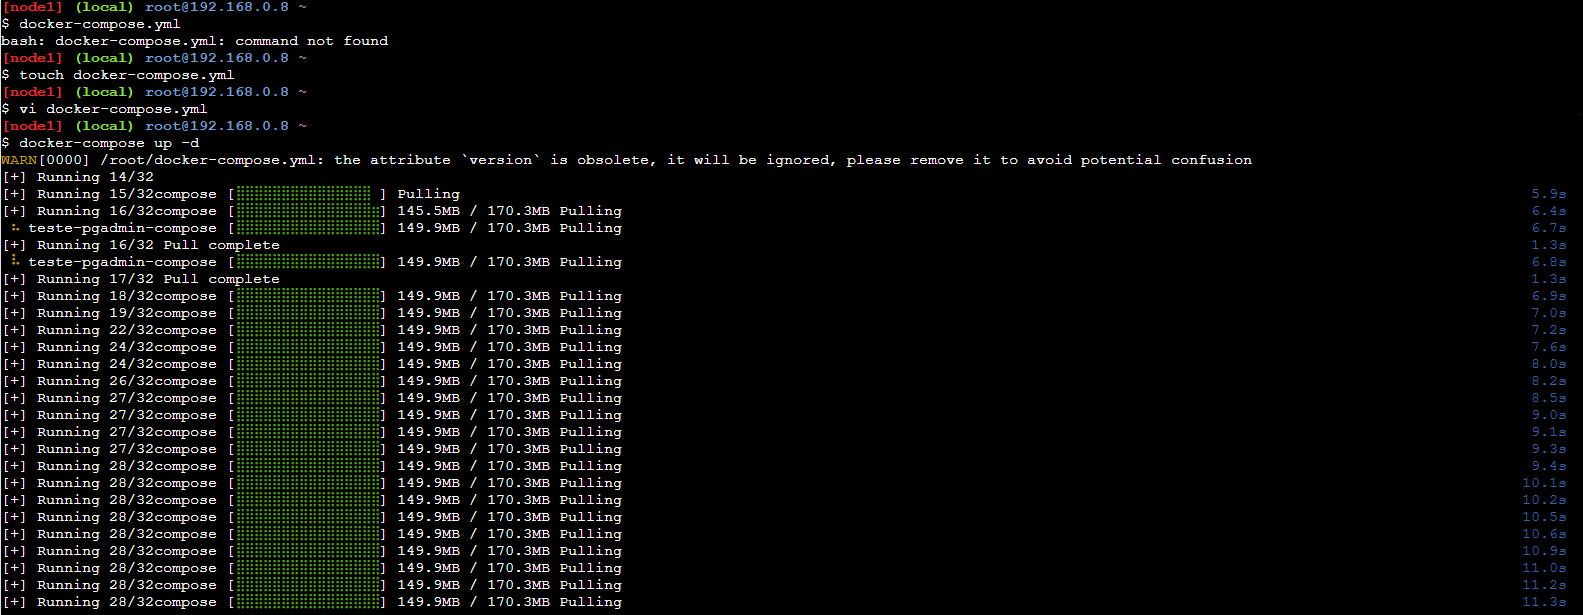 [node1] (local) root@192.168.0.8 ~
$ docker-compose.yml
bash: docker-compose.yml: command not found
[node1] (local) root@192.168.0.8 ~
$ touch docker-compose.yml
[node1] (local) root@192.168.0.8 ~
$ vi docker-compose.yml
[node1] (local) root@192.168.0.8 ~
$ docker-compose up -d
WARN[0000] /root/docker-compose.yml: the attribute `version` is obsolete, it will be ignored, please remove it to avoid potential confusion
[+] Running 14/32
[+] Running 15/32compose [ ] Pulling 5.9s
[+] Running 16/32compose [ ] 145.5MB / 170.3MB Pulling 6.4s
teste-pgadmin-compose [ ] 149.9MB / 170.3MB Pulling 6.7s
[+] Running 16/32 Pull complete 1.3s
teste-pgadmin-compose [ ] 149.9MB / 170.3MB Pulling 6.8s
[+] Running 17/32 Pull complete 1.3s
[+] Running 18/32compose [ ] 149.9MB / 170.3MB Pulling 6.9s
[+] Running 19/32compose [ ] 149.9MB / 170.3MB Pulling 7.0s
[+] Running 22/32compose [ ] 149.9MB / 170.3MB Pulling 7.2s
[+] Running 24/32compose [ ] 149.9MB / 170.3MB Pulling 7.6s
[+] Running 24/32compose [ ] 149.9MB / 170.3MB Pulling 8.0s
[+] Running 26/32compose [ ] 149.9MB / 170.3MB Pulling 8.2s
[+] Running 27/32compose [ ] 149.9MB / 170.3MB Pulling 8.5s
[+] Running 27/32compose [ ] 149.9MB / 170.3MB Pulling 9.0s
[+] Running 27/32compose [ ] 149.9MB / 170.3MB Pulling 9.1s
[+] Running 27/32compose [ ] 149.9MB / 170.3MB Pulling 9.3s
[+] Running 28/32compose [ ] 149.9MB / 170.3MB Pulling 9.4s
[+] Running 28/32compose [ ] 149.9MB / 170.3MB Pulling 10.1s
[+] Running 28/32compose [ ] 149.9MB / 170.3MB Pulling 10.2s
[+] Running 28/32compose [ ] 149.9MB / 170.3MB Pulling 10.5s
[+] Running 28/32compose [ ] 149.9MB / 170.3MB Pulling 10.6s
[+] Running 28/32compose [ ] 149.9MB / 170.3MB Pulling 10.9s
[+] Running 28/32compose [ ] 149.9MB / 170.3MB Pulling 11.0s
[+] Running 28/32compose [ ] 149.9MB / 170.3MB Pulling 11.2s
[+] Running 28/32compose [ ] 149.9MB / 170.3MB Pulling 11.3s